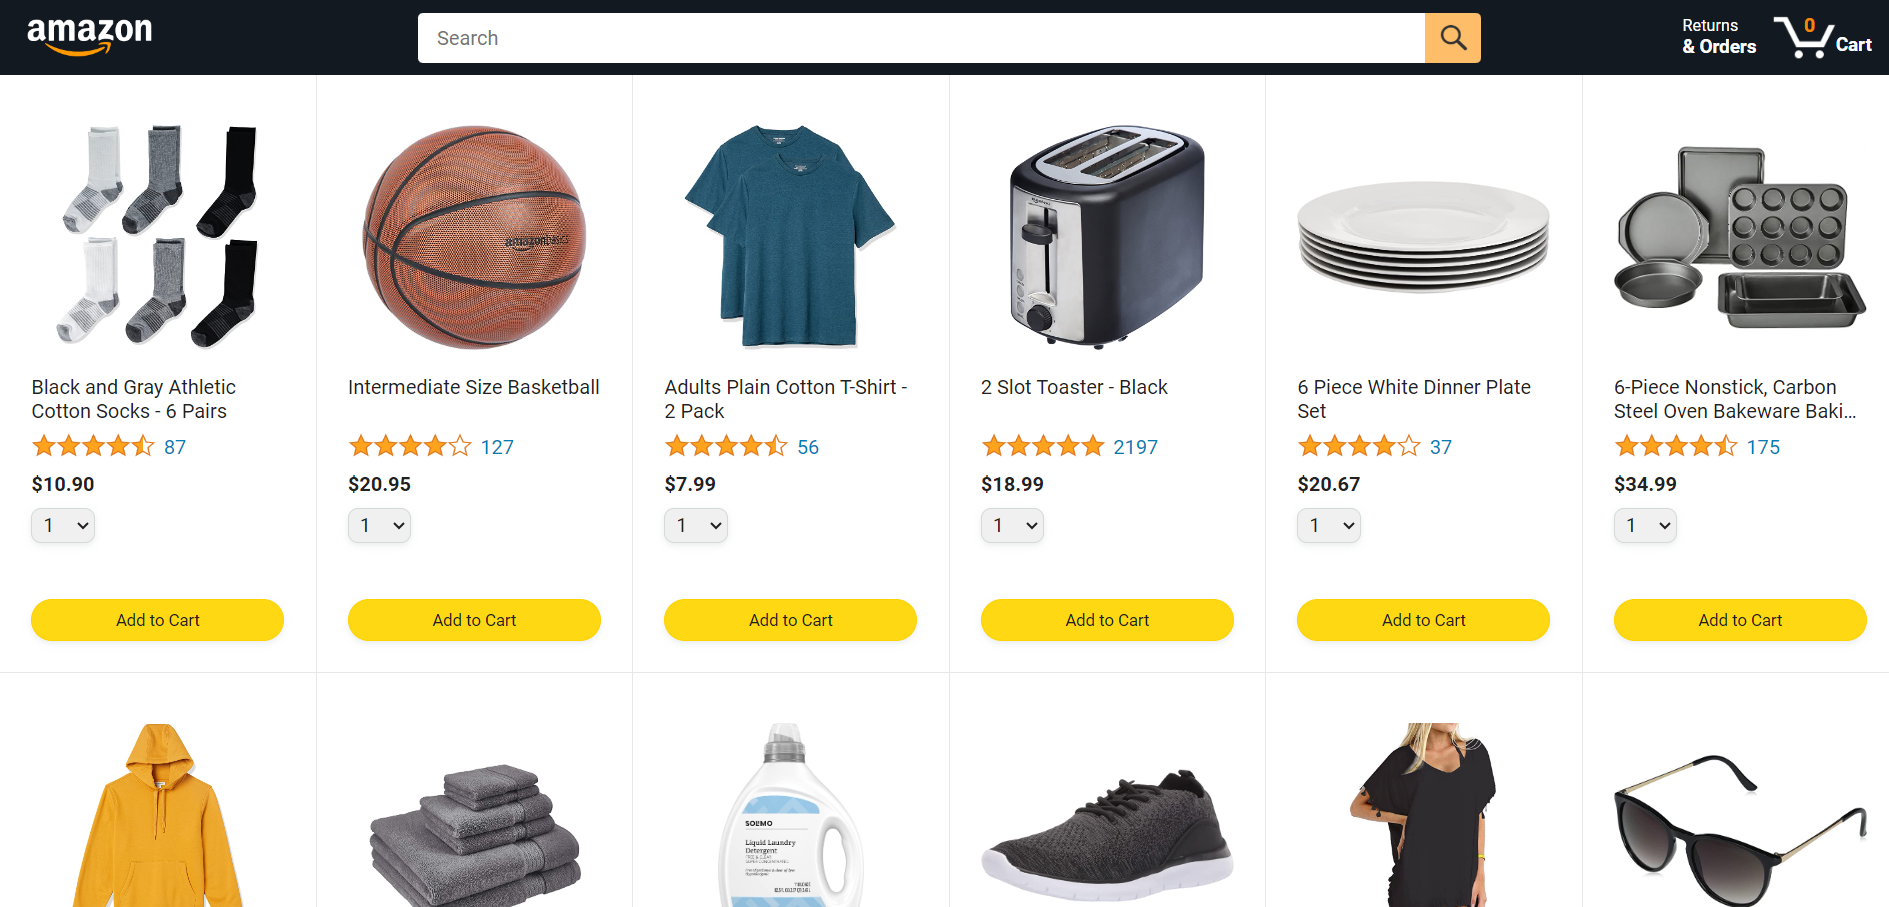 amazon
Search
Returns
& Orders
0
Cart
amazonbasics
Black and Gray Athletic
Cotton Socks - 6 Pairs
87
$10.90
1
Add to Cart
Intermediate Size Basketball
127
$20.95
1
Add to Cart
Adults Plain Cotton T-Shirt -
2 Pack
56
$7.99
1
Add to Cart
2 Slot Toaster - Black
2197
$18.99
1
Add to Cart
6 Piece White Dinner Plate
Set
37
$20.67
1
Add to Cart
6-Piece Nonstick, Carbon
Steel Oven Bakeware Baki...
175
$34.99
1
Add to Cart
SOLIMO
Liquid Laundry
Detergent
FREE & CLEAR